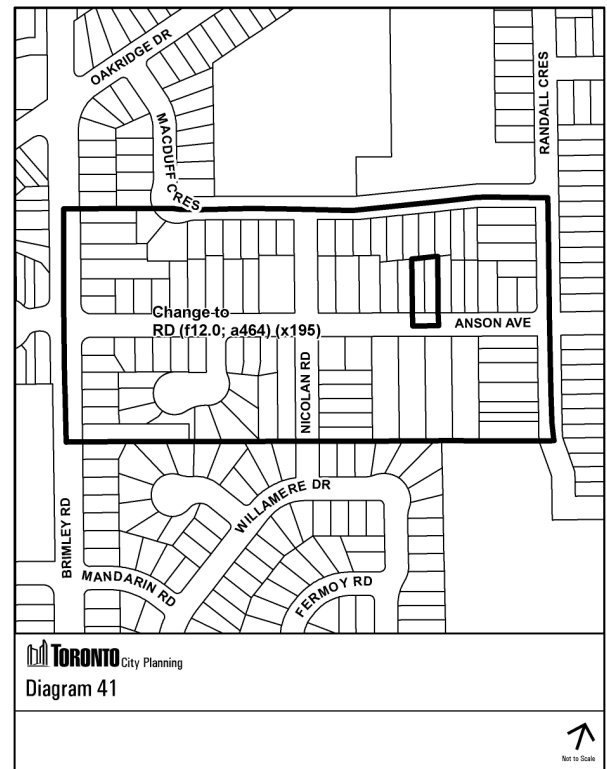 OAKRIDGE DR
MACDUFF CRES
RANDALL CRES
Change to
RD (f12.0; a464) (x195)
ANSON AVE
NICOLAN RD
BRIMLEY RD
WILLAMERE DR
MANDARIN RD
FERMOY RD
TORONTO City Planning
Diagram 41
Not to Scale